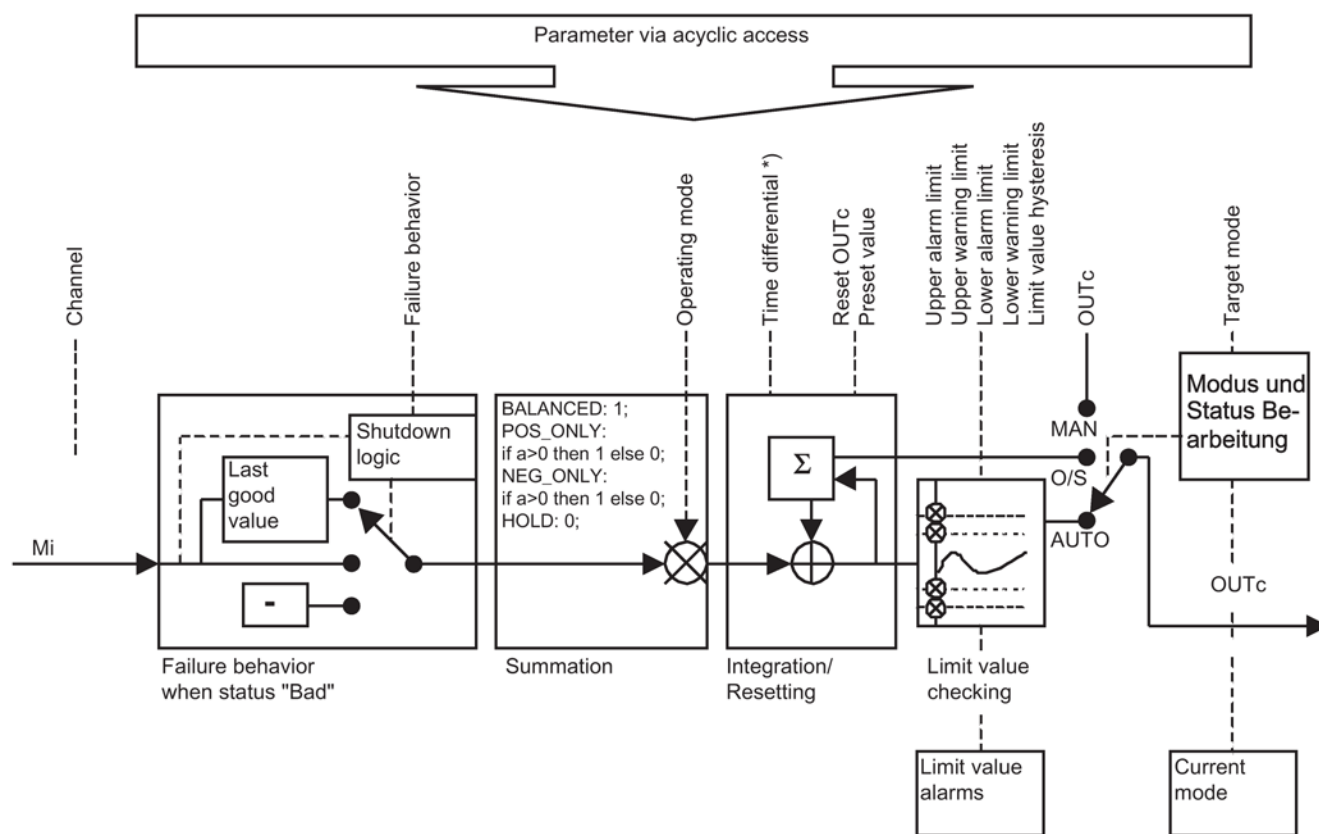 Parameter via acyclic access
Channel
Failure behavior
Operating mode
Time differential *)
Reset OUTc
Preset value
Upper alarm limit
Upper warning limit
Lower alarm limit
Lower warning limit
Limit value hysteresis
OUTc
Target mode
Mi
Last
good
value
Shutdown
logic
-
Failure behavior
when status "Bad"
BALANCED: 1;
POS_ONLY:
if a>0 then 1 else 0;
NEG_ONLY:
if a>0 then 1 else 0;
HOLD: 0;
Summation
Σ
Integration/
Resetting
Limit value
checking
MAN
O/S
AUTO
Modus und
Status Be-
arbeitung
OUTc
Limit value
alarms
Current
mode